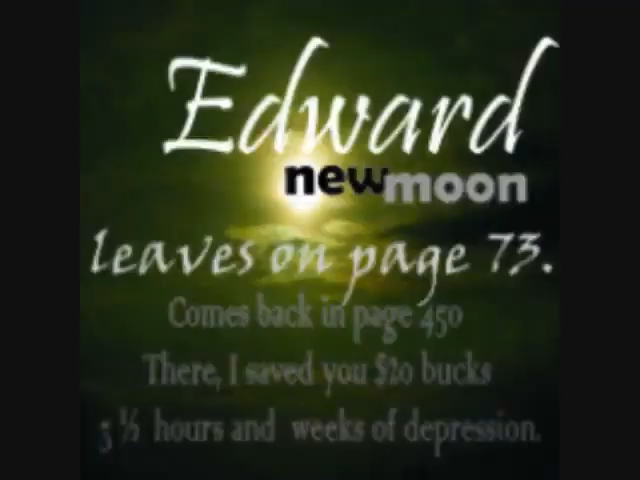 Edward
newmoon
leaves on page 73.
Comes back in page 450
There, I saved you $20 bucks
hours and weeks of depression.